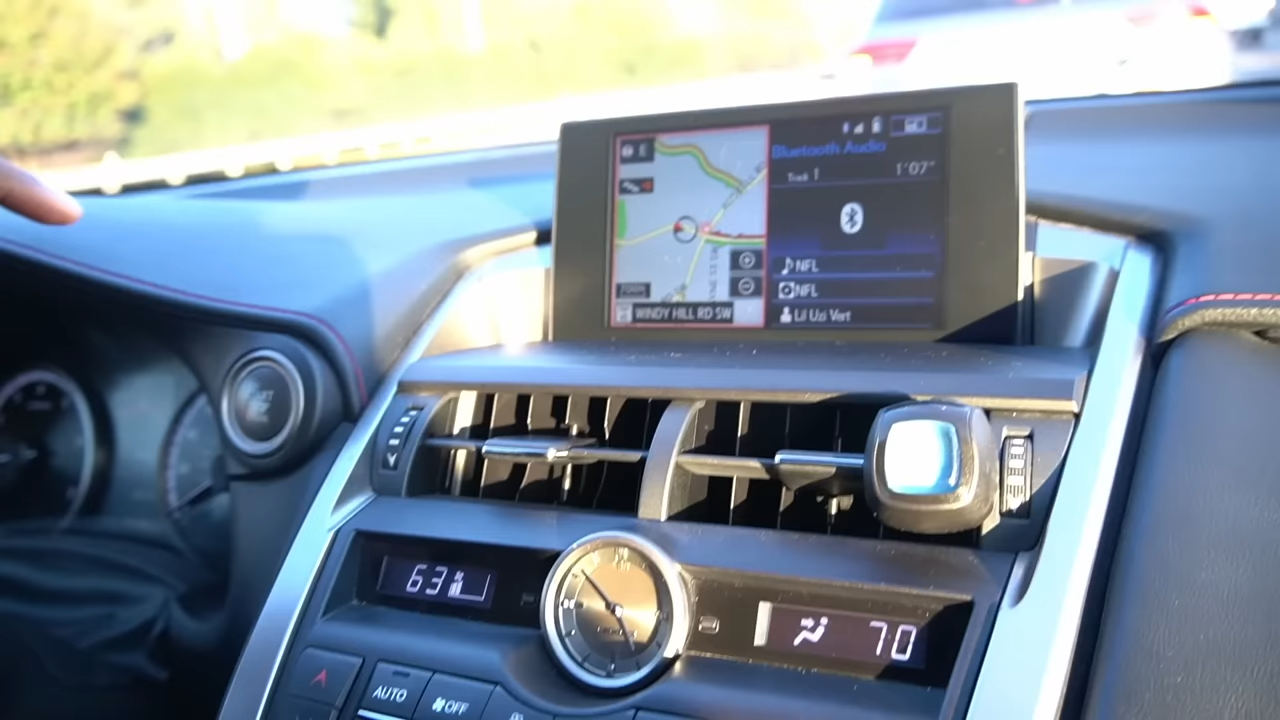 E
Bluetooth Audio
Track 1
1'07"
NFL
NFL
WINDY HILL RD SW
Lil Uzi Vert
63
70
AUTO
OFF